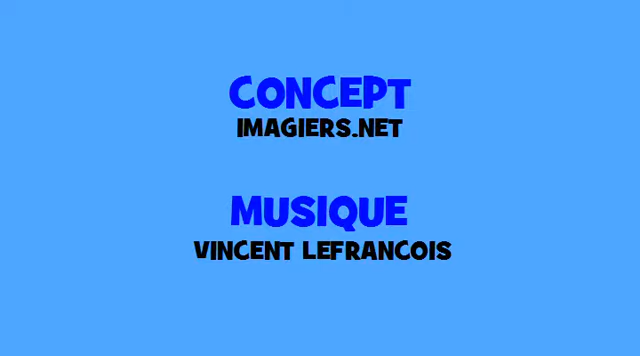 CONCEPT
IMAGIERS.NET
MUSIQUE
VINCENT LEFRANCOIS